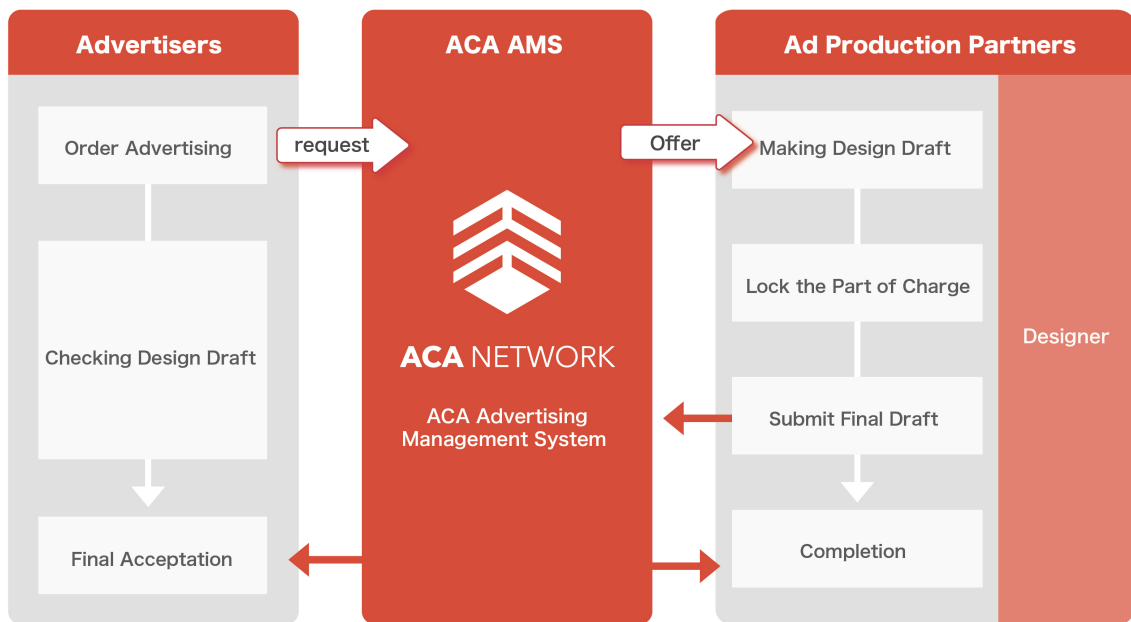 Advertisers
ACA AMS
Ad Production Partners
Order Advertising
request
Offer
Making Design Draft
Lock the Part of Charge
Designer
Checking Design Draft
ACA NETWORK
ACA Advertising
Management System
Submit Final Draft
Final Acceptation
Completion